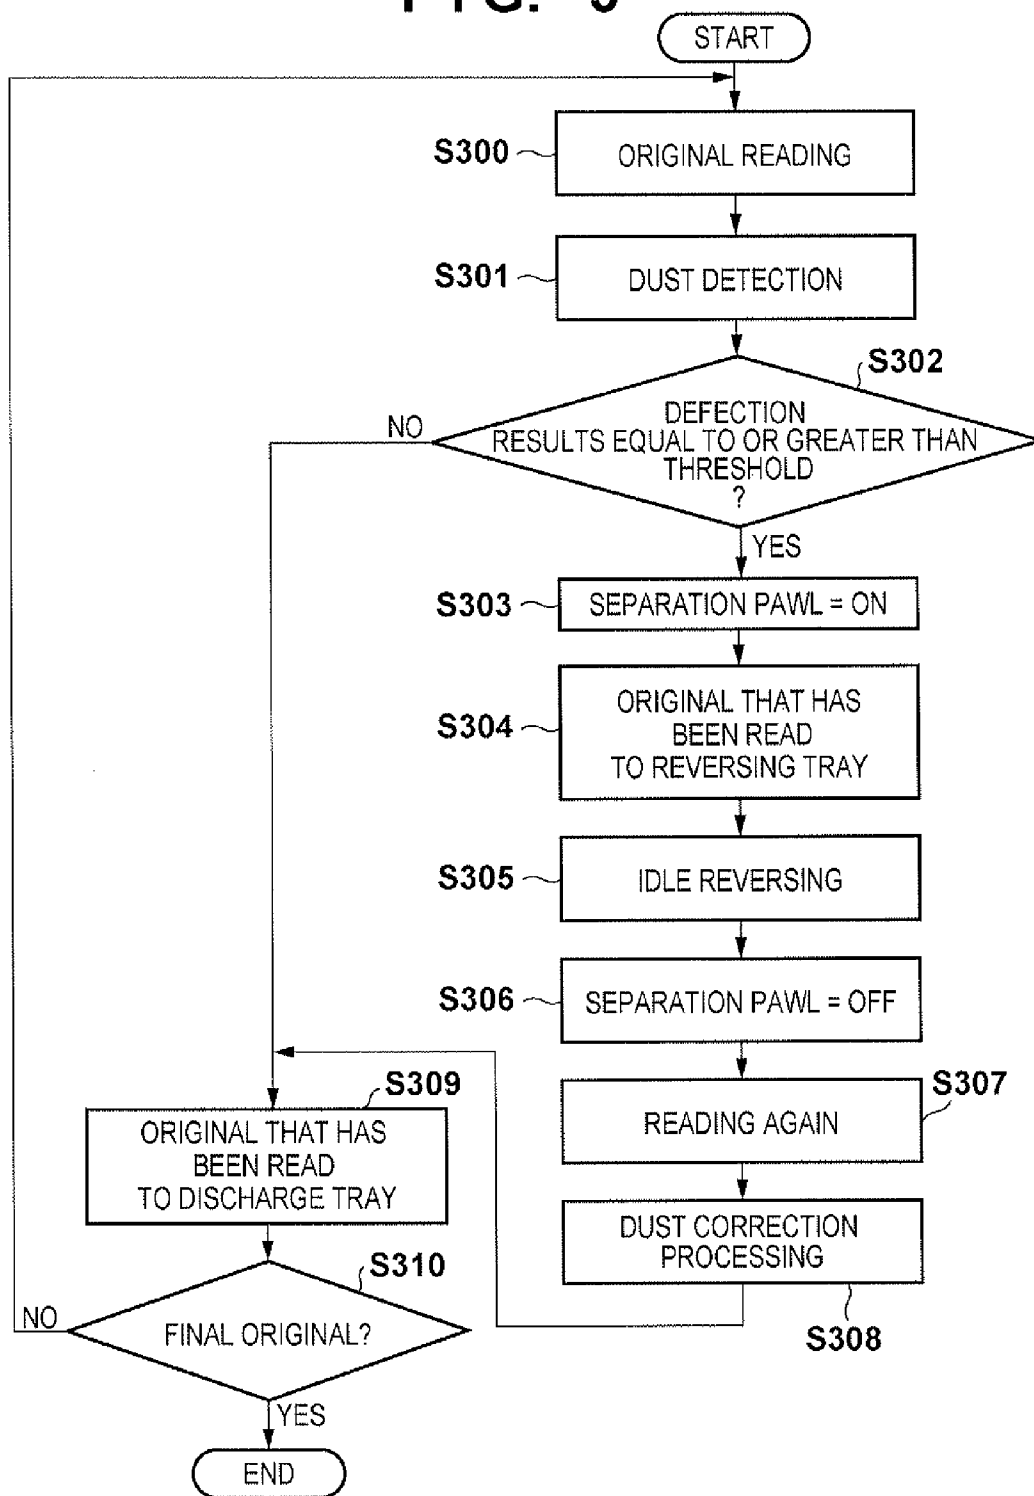 FIG.
START
S300
ORIGINAL READING
S301
DUST DETECTION
S302
DEFECTION
RESULTS EQUAL TO OR GREATER THAN
THRESHOLD
?
NO
YES
S303
SEPARATION PAWL = ON
S304
ORIGINAL THAT HAS
BEEN READ
TO REVERSING TRAY
S305
IDLE REVERSING
S306
SEPARATION PAWL = OFF
S307
READING AGAIN
DUST CORRECTION
PROCESSING
S308
S309
ORIGINAL THAT HAS
BEEN READ
TO DISCHARGE TRAY
S310
FINAL ORIGINAL?
NO
YES
END